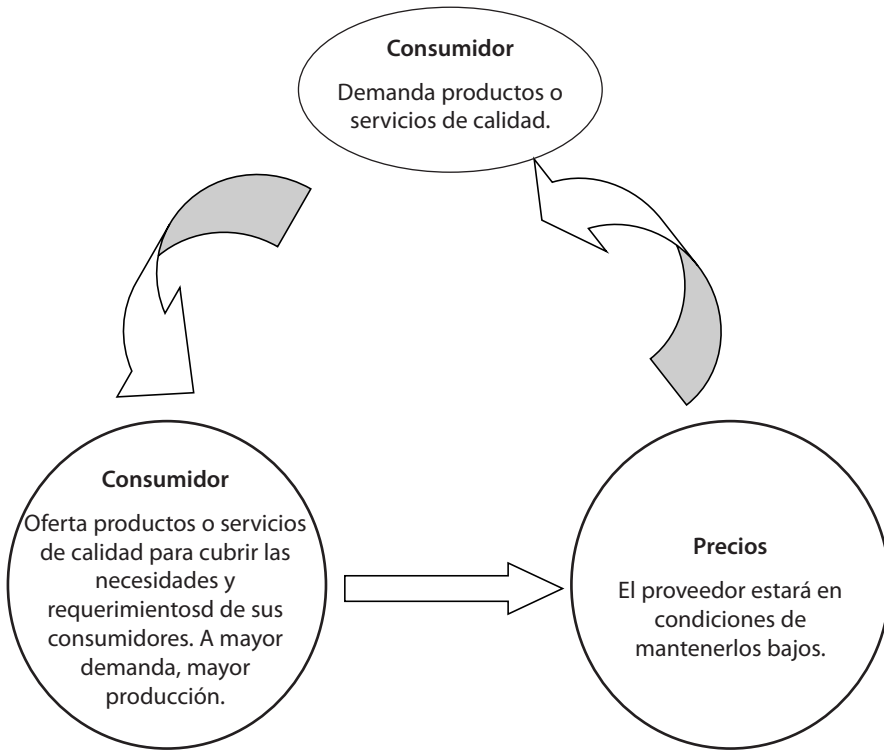 Consumidor
Demanda productos o
servicios de calidad.
Consumidor
Oferta productos o servicios
de calidad para cubrir las
necesidades y
requerimientosd de sus
consumidores. A mayor
demanda, mayor
producción.
Precios
El proveedor estará en
condiciones de
mantenerlos bajos.